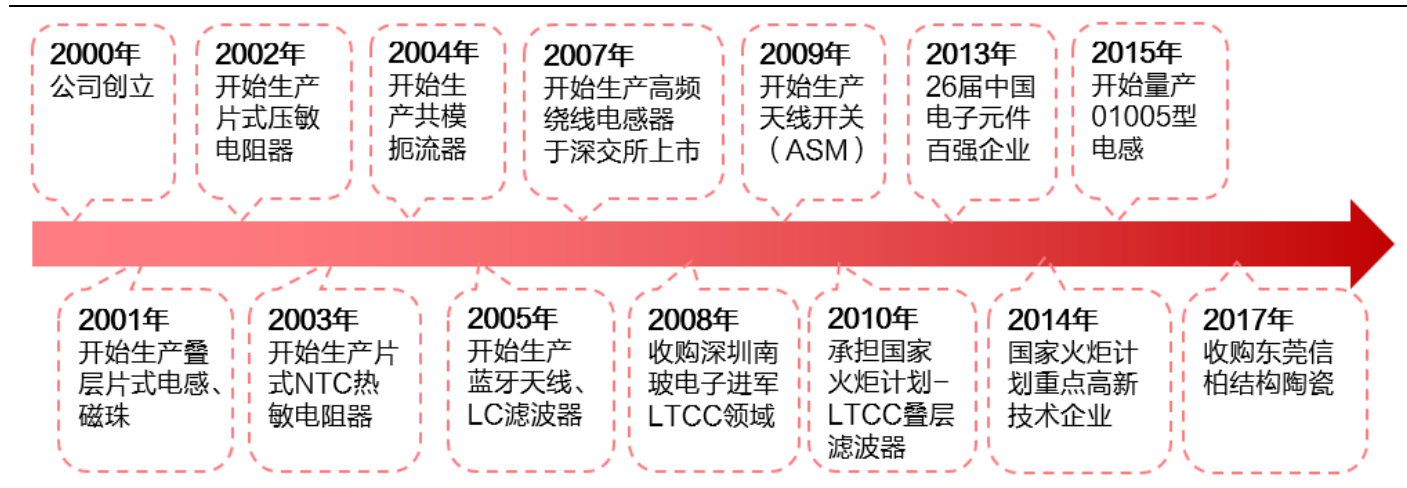 2000年
公司创立
2002年
开始生产
片式压敏
电阻器
2004年
开始生
产共模
扼流器
2007年
开始生产高频
绕线电感器
于深交所上市
2009年
开始生产
天线开关
（ASM）
2013年
26届中国
电子元件
百强企业
2015年
开始量产
01005型
电感
2001年
开始生产叠
层片式电感、
磁珠
2003年
开始生产片
式NTC热
敏电阻器
2005年
开始生产
蓝牙天线、
LC滤波器
2008年
收购深圳南
玻电子进军
LTCC领域
2010年
承担国家
火炬计划-
LTCC叠层
滤波器
2014年
国家火炬计
划重点高新
技术企业
2017年
收购东莞信
柏结构陶瓷